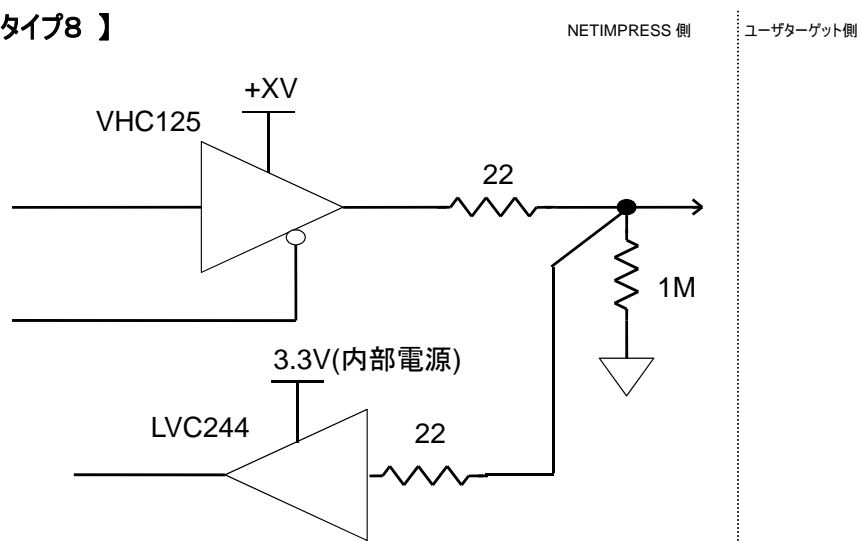 タイプ8 】
NETIMPRESS 側
ユーザターゲット側
+XV
VHC125
22
1M
3.3V(内部電源)
LVC244
22